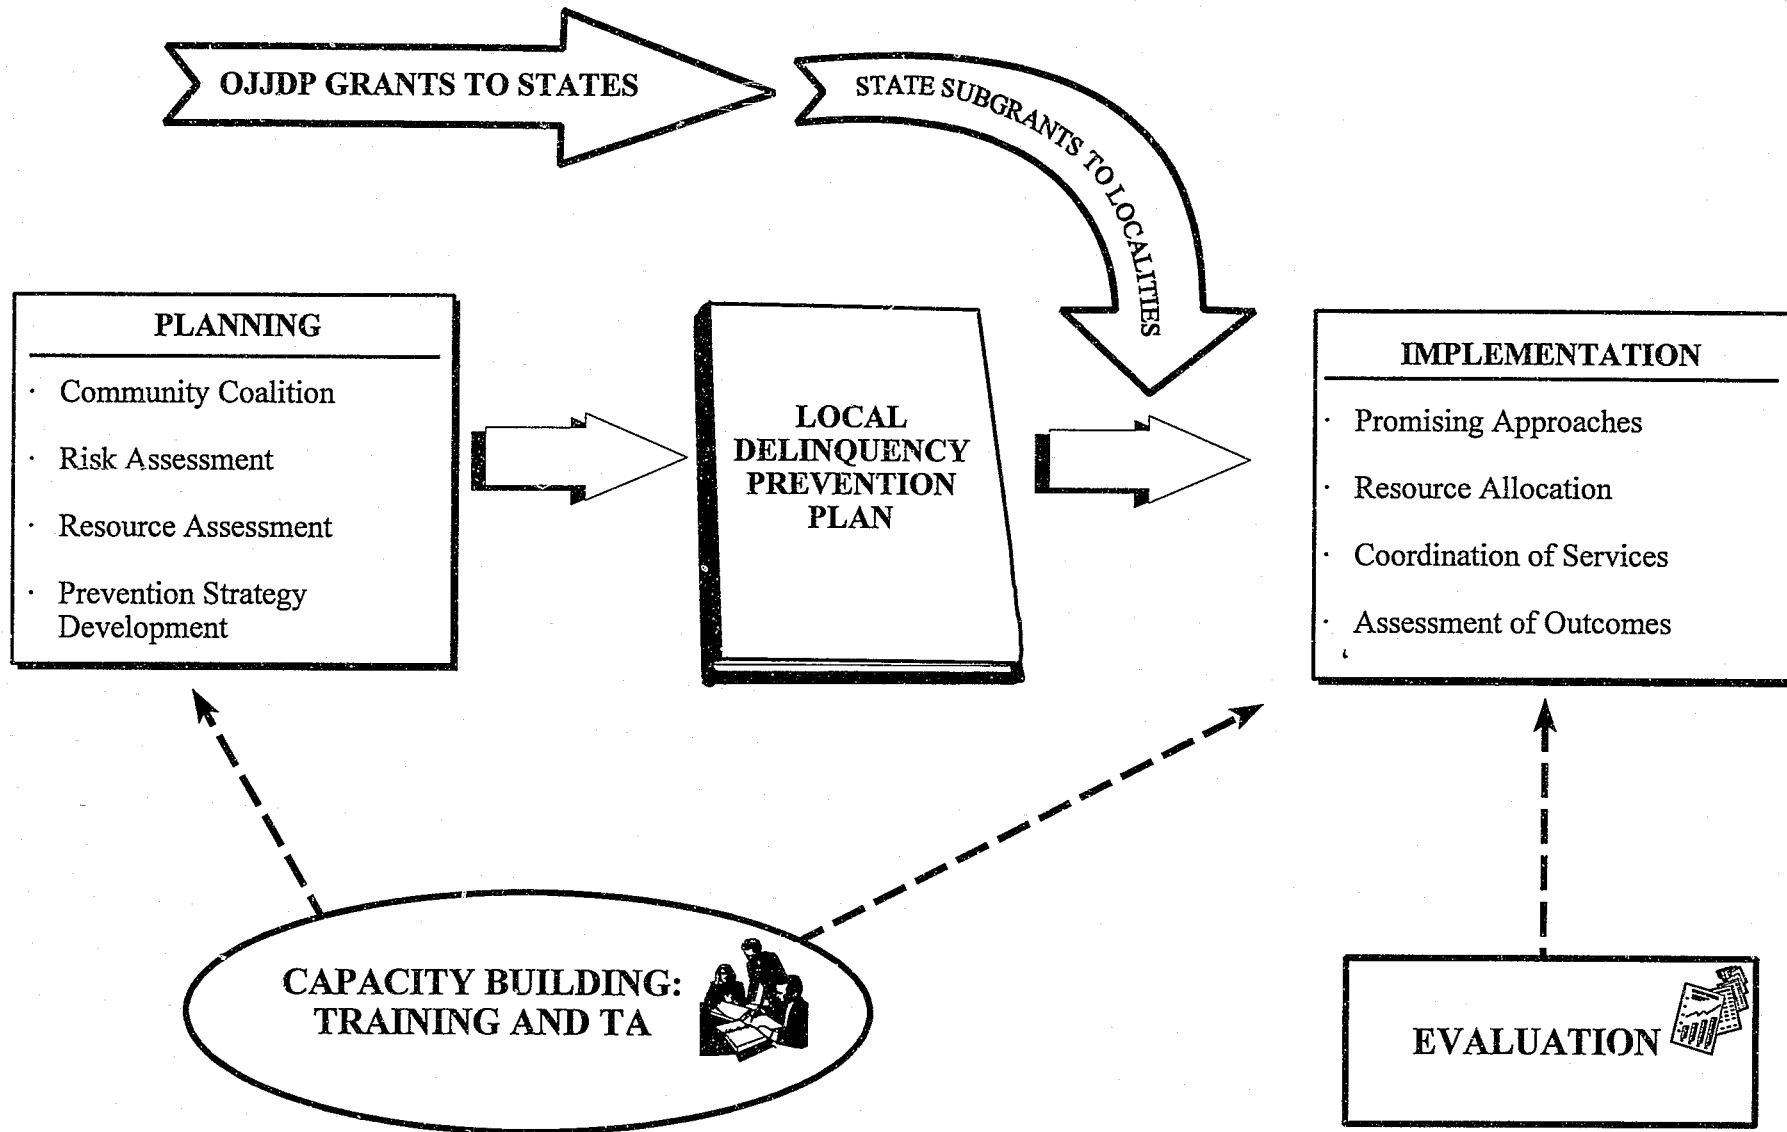 OJJDP GRANTS TO STATES
STATE SUBGRANTS TO LOCALITIES
PLANNING
· Community Coalition
· Risk Assessment
· Resource Assessment
· Prevention Strategy
Development
LOCAL
DELINQUENCY
PREVENTION
PLAN
IMPLEMENTATION
· Promising Approaches
· Resource Allocation
· Coordination of Services
· Assessment of Outcomes
CAPACITY BUILDING:
TRAINING AND TA
EVALUATION